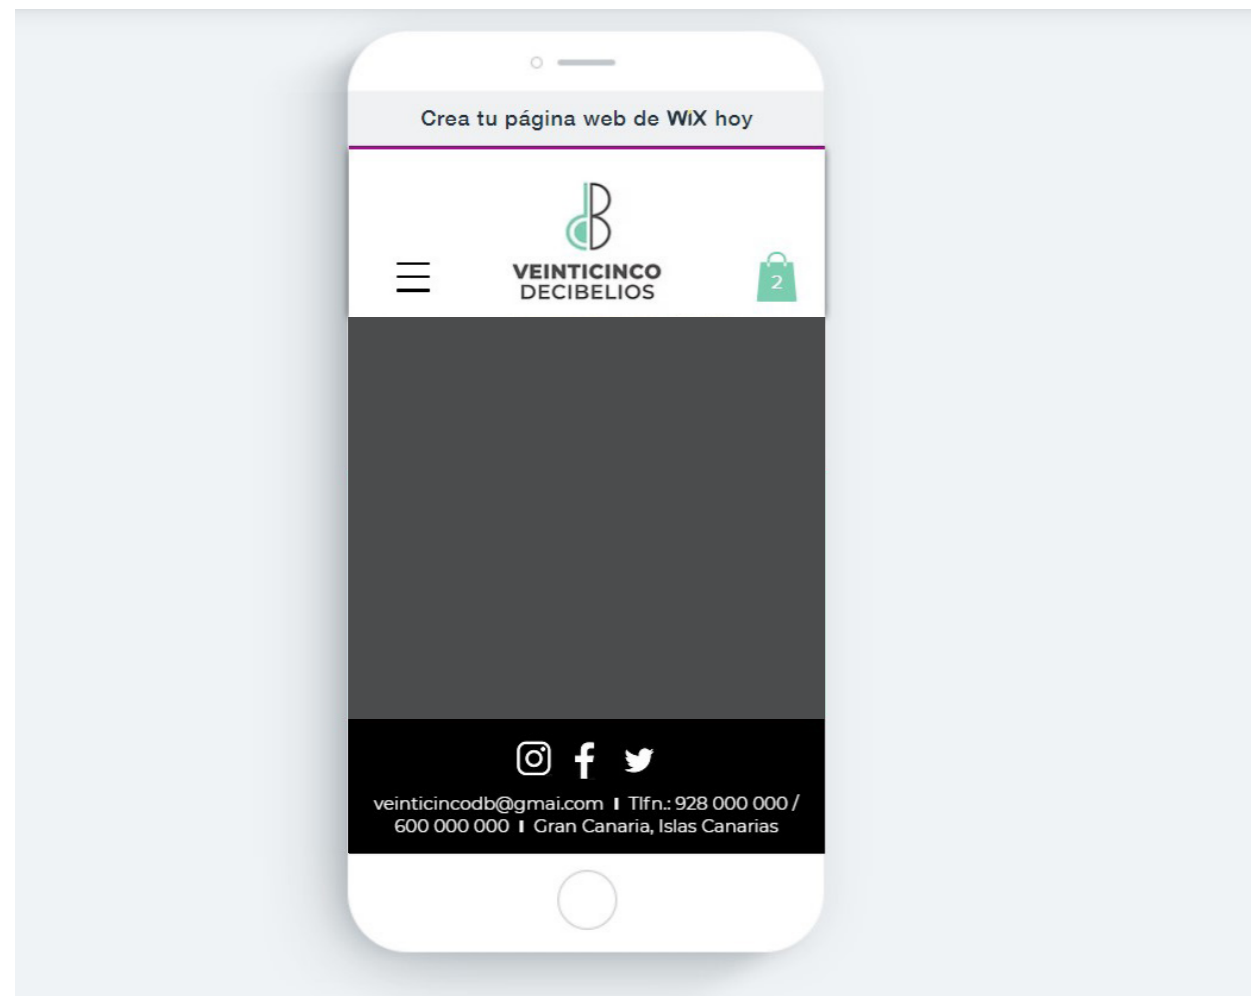 Crea tu página web de WiX hoy
dB
VEINTICINCO
DECIBELIOS
2
veinticincodb@gmai.com I Tlfn.: 928 000 000 /
600 000 000 I Gran Canaria, Islas Canarias